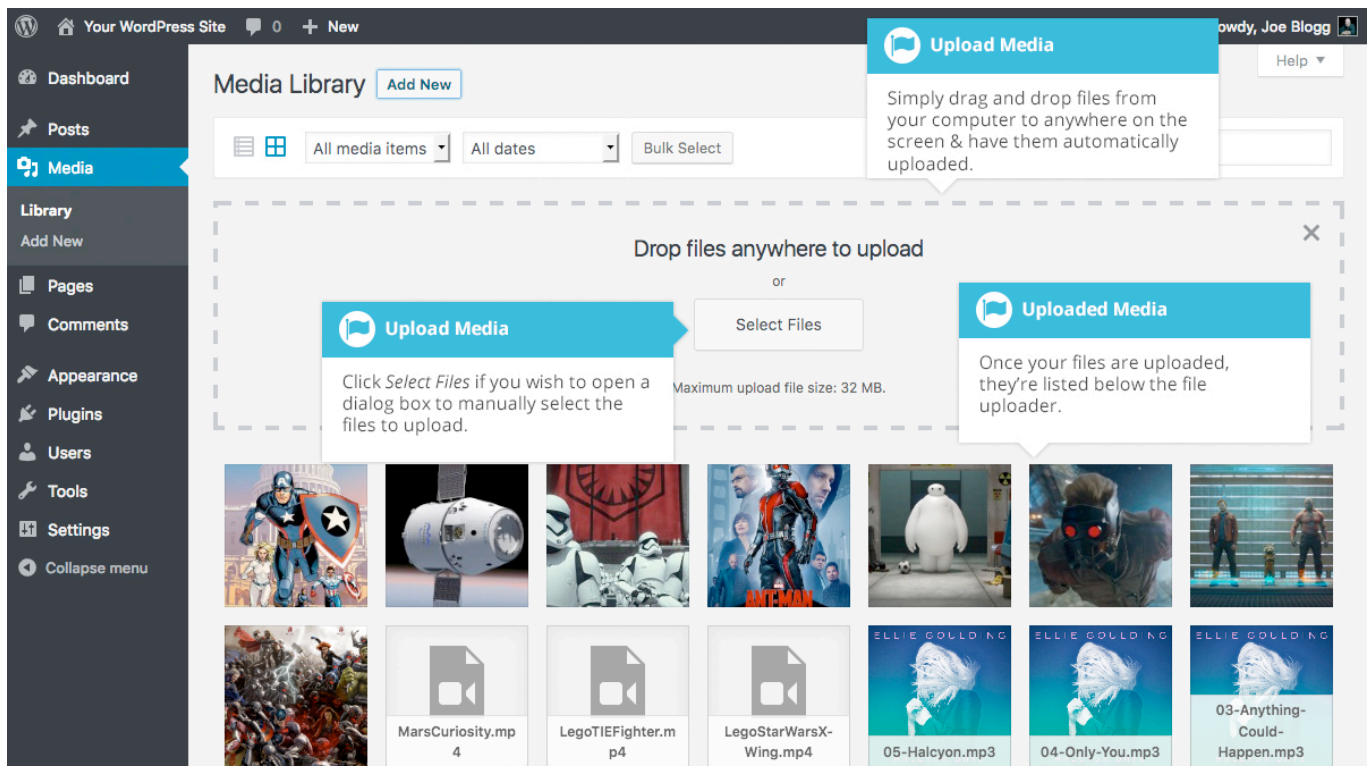 Your WordPress Site 0 + New
owdy, Joe Blogg
Dashboard
Posts
Media
Library
Add New
Pages
Comments
Appearance
Plugins
Users
Tools
Settings
Collapse menu
Media Library Add New
Help
All media items All dates Bulk Select
Upload Media
Simply drag and drop files from
your computer to anywhere on the
screen & have them automatically
uploaded.
Drop files anywhere to upload
or
Select Files
Maximum upload file size: 32 MB.
Upload Media
Click Select Files if you wish to open a
dialog box to manually select the
files to upload.
Uploaded Media
Once your files are uploaded,
they’re listed below the file
uploader.
ANT-MAN
MarsCuriosity.mp
4
LegoTIEFighter.m
p4
LegoStarWarsX-
Wing.mp4
ELLIE GOULDING
05-Halcyon.mp3
ELLIE GOULDING
04-Only-You.mp3
ELLIE GOULDING
03-Anything-
Could-
Happen.mp3